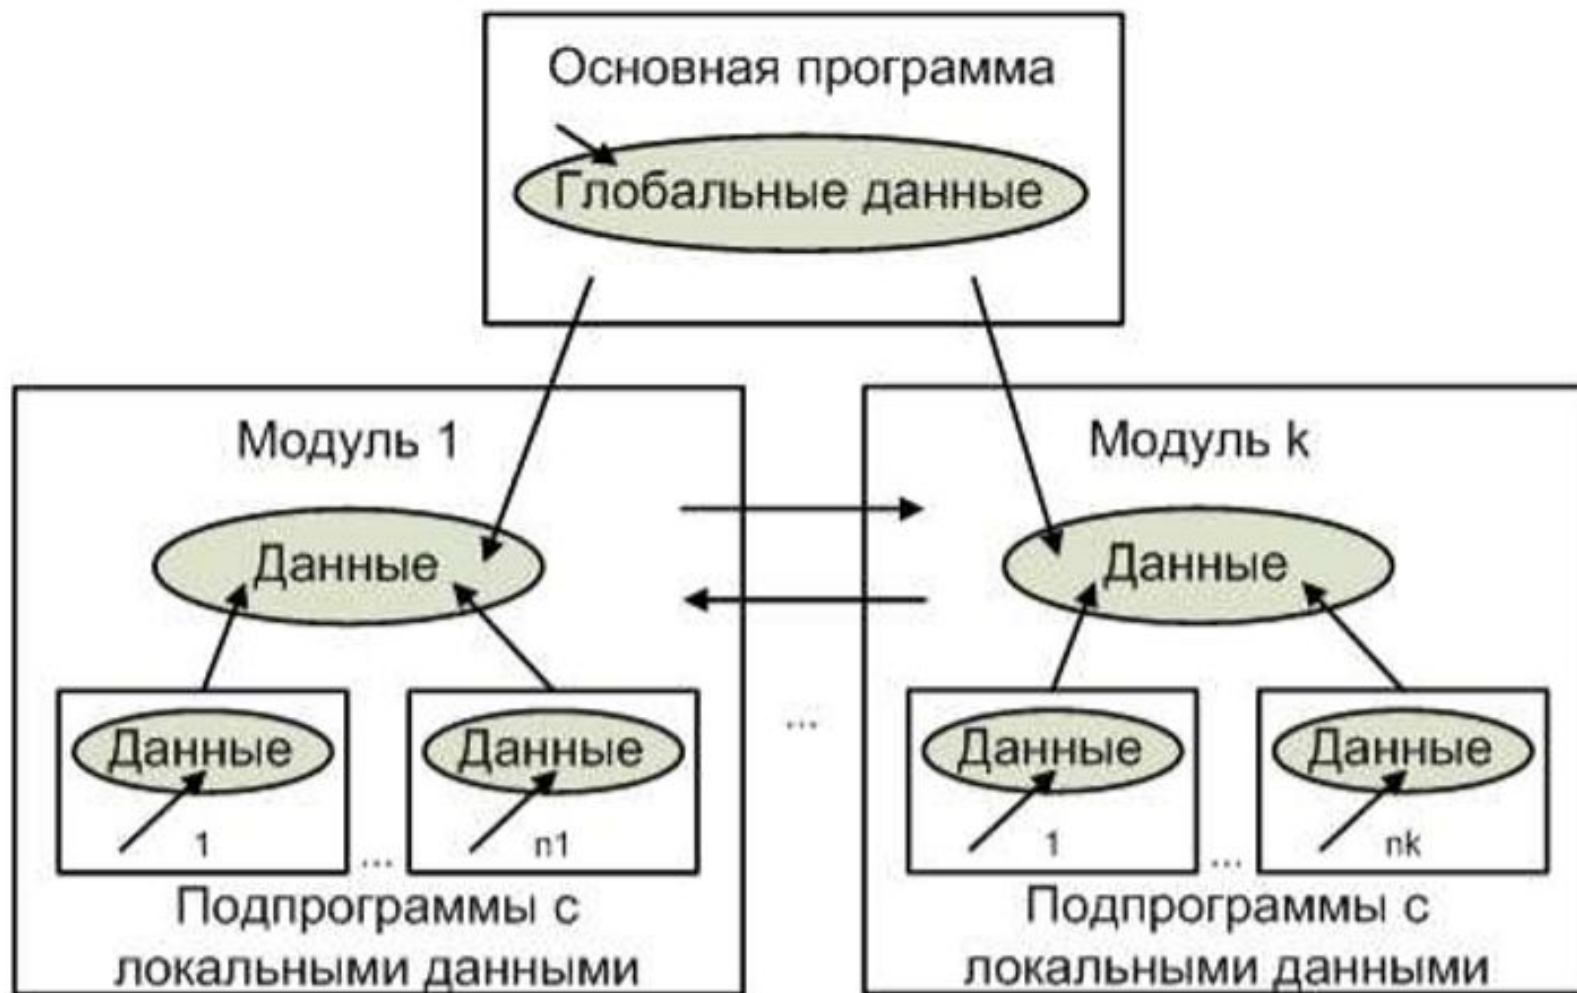 Основная программа
Глобальные данные
Модуль 1
Данные
Данные
1
...
Данные
n1
Подпрограммы с
локальными данными
...
Модуль k
Данные
Данные
1
...
Данные
nk
Подпрограммы с
локальными данными